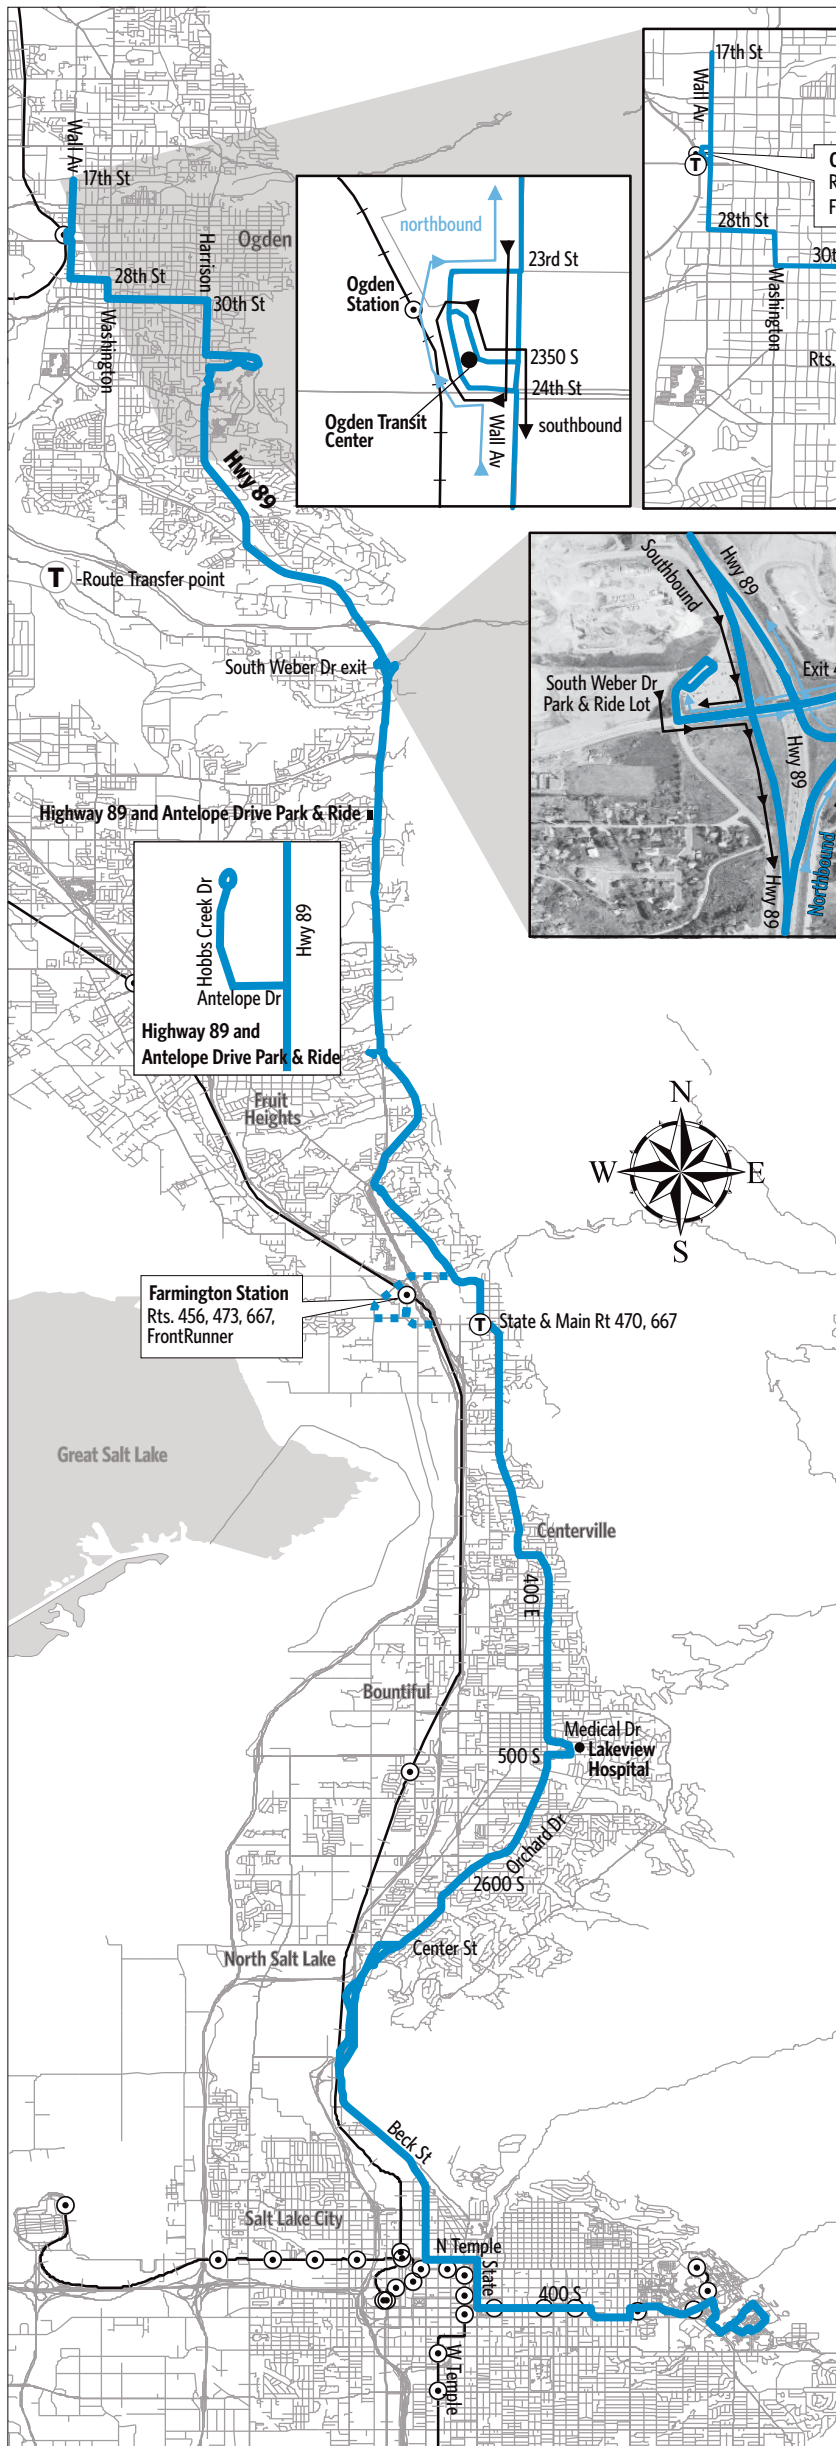 Wall Av
17th St
Harrison
Ogden
28th St
30th St
Washington
Hwy 89
northbound
23rd St
Ogden
Station
2350 S
24th St
Ogden Transit
Center
Wall Av
southbound
17th St
Wall Av
T
28th St
Washington
Rts.
T -Route Transfer point
South Weber Dr exit
Southbound
Hwy 89
Exit
South Weber Dr
Park & Ride Lot
Hwy 89
Hwy 89
Northbound
Highway 89 and Antelope Drive Park & Ride
Hobbs Creek Dr
Hwy 89
Antelope Dr
Highway 89 and
Antelope Drive Park & Ride
Fruit
Heights
N
W E
S
Farmington Station
Rts. 456, 473, 667,
FrontRunner
T State & Main Rt 470, 667
Great Salt Lake
Centerville
400 E
Bountiful
Medical Dr
500 S
Lakeview
Hospital
Orchard Dr
2600 S
Center St
North Salt Lake
Beck St
Salt Lake City
N Temple
State
400 S
W Temple